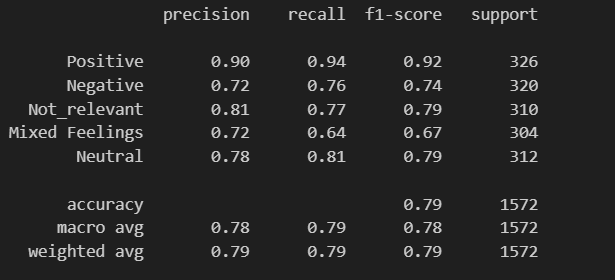 precision recall f1-score support
Positive 0.90 0.94 0.92 326
Negative 0.72 0.76 0.74 320
Not_relevant 0.81 0.77 0.79 310
Mixed Feelings 0.72 0.64 0.67 304
Neutral 0.78 0.81 0.79 312
accuracy 0.79 1572
macro avg 0.78 0.79 0.78 1572
weighted avg 0.79 0.79 0.79 1572